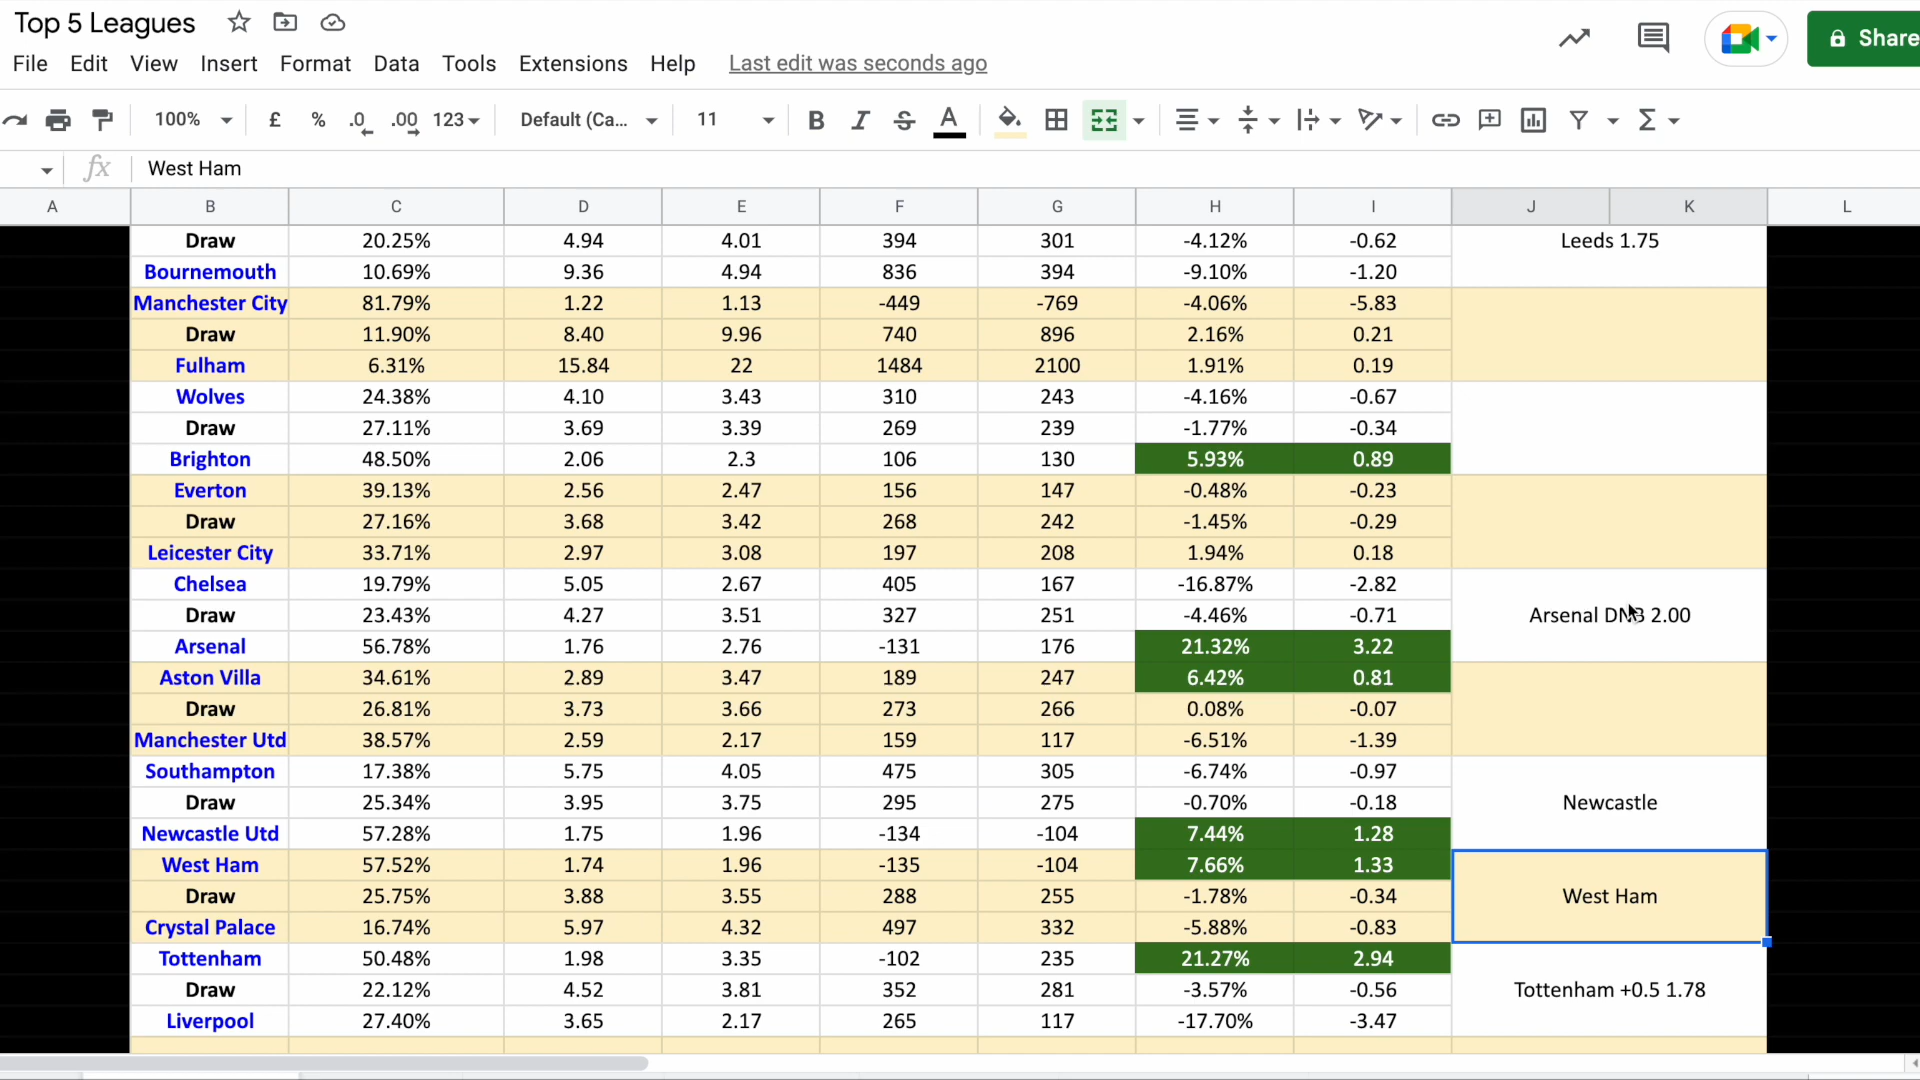 Top 5 Leagues
Share
File Edit View Insert Format Data Tools Extensions Help Last edit was seconds ago
100% £ % .0 .00 123 Default (Ca... 11 B I S A
fx West Ham
A B C D E F G H I J K L
Draw 20.25% 4.94 4.01 394 301 -4.12% -0.62 Leeds 1.75
Bournemouth 10.69% 9.36 4.94 836 394 -9.10% -1.20
Manchester City 81.79% 1.22 1.13 -449 -769 -4.06% -5.83
Draw 11.90% 8.40 9.96 740 896 2.16% 0.21
Fulham 6.31% 15.84 22 1484 2100 1.91% 0.19
Wolves 24.38% 4.10 3.43 310 243 -4.16% -0.67
Draw 27.11% 3.69 3.39 269 239 -1.77% -0.34
Brighton 48.50% 2.06 2.3 106 130 5.93% 0.89
Everton 39.13% 2.56 2.47 156 147 -0.48% -0.23
Draw 27.16% 3.68 3.42 268 242 -1.45% -0.29
Leicester City 33.71% 2.97 3.08 197 208 1.94% 0.18
Chelsea 19.79% 5.05 2.67 405 167 -16.87% -2.82
Draw 23.43% 4.27 3.51 327 251 -4.46% -0.71 Arsenal DNB 2.00
Arsenal 56.78% 1.76 2.76 -131 176 21.32% 3.22
Aston Villa 34.61% 2.89 3.47 189 247 6.42% 0.81
Draw 26.81% 3.73 3.66 273 266 0.08% -0.07
Manchester Utd 38.57% 2.59 2.17 159 117 -6.51% -1.39
Southampton 17.38% 5.75 4.05 475 305 -6.74% -0.97
Draw 25.34% 3.95 3.75 295 275 -0.70% -0.18 Newcastle
Newcastle Utd 57.28% 1.75 1.96 -134 -104 7.44% 1.28
West Ham 57.52% 1.74 1.96 -135 -104 7.66% 1.33
Draw 25.75% 3.88 3.55 288 255 -1.78% -0.34 West Ham
Crystal Palace 16.74% 5.97 4.32 497 332 -5.88% -0.83
Tottenham 50.48% 1.98 3.35 -102 235 21.27% 2.94
Draw 22.12% 4.52 3.81 352 281 -3.57% -0.56 Tottenham +0.5 1.78
Liverpool 27.40% 3.65 2.17 265 117 -17.70% -3.47